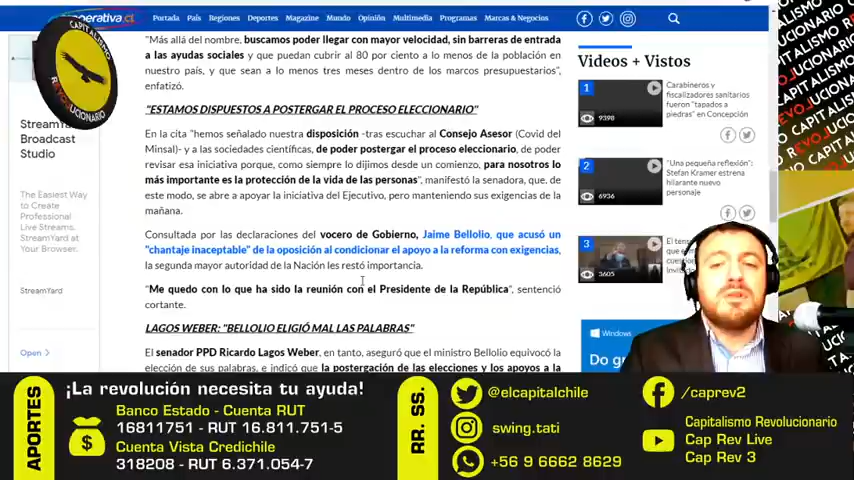 operativa.cl
Portada País Regiones Deportes Magazine Mundo Opinión Multimedia Programas Marcas & Negocios
"Más allá del nombre, buscamos poder llegar con mayor velocidad, sin barreras de entrada
a las ayudas sociales y que puedan cubrir al 80 por ciento a lo menos de la población en
nuestro país, y que sean a lo menos tres meses dentro de los marcos presupuestarios",
enfatizó.
"ESTAMOS DISPUESTOS A POSTERGAR EL PROCESO ELECCIONARIO"
En la cita "hemos señalado nuestra disposición -tras escuchar al Consejo Asesor (Covid del
Minsal)- y a las sociedades científicas, de poder postergar el proceso eleccionario, de poder
revisar esa iniciativa porque, como siempre lo dijimos desde un comienzo, para nosotros lo
más importante es la protección de la vida de las personas", manifestó la senadora, que, de
este modo, se abre a apoyar la iniciativa del Ejecutivo, pero manteniendo sus exigencias de la
mañana.
Consultada por las declaraciones del vocero de Gobierno, Jaime Bellolio, que acusó un
"chantaje inaceptable" de la oposición al condicionar el apoyo a la reforma con exigencias,
la segunda mayor autoridad de la Nación les restó importancia.
"Me quedo con lo que ha sido la reunión con el Presidente de la República", sentenció
cortante.
LAGOS WEBER: "BELLOLIO ELIGIÓ MAL LAS PALABRAS"
El senador PPD Ricardo Lagos Weber, en tanto, aseguró que el ministro Bellolio equivocó la
elección de sus palabras, e indicó que la postergación de las elecciones y los apoyos a la
CAPITALISMO
REVOLUCIONARIO
StreamYa
Broadcast
Studio
The Easiest Way
to Create
Professional
Live Streams.
StreamYard at
Your Browser.
StreamYard
Open >
Videos + Vistos
1
9398
Carabineros y
fiscalizadores sanitarios
fueron "tapados a
piedras" en Concepción
2
6936
"Una pequeña reflexión":
Stefan Kramer estrena
hilarante nuevo
personaje
3
3605
El tens
que e
Invit
Windows
Do gr
APORTES
¡La revolución necesita tu ayuda!
Banco Estado - Cuenta RUT
16811751 - RUT 16.811.751-5
Cuenta Vista Credichile
318208 - RUT 6.371.054-7
RR. SS.
@elcapitalchile
swing.tati
+56 9 6662 8629
/caprev2
Capitalismo Revolucionario
Cap Rev Live
Cap Rev 3